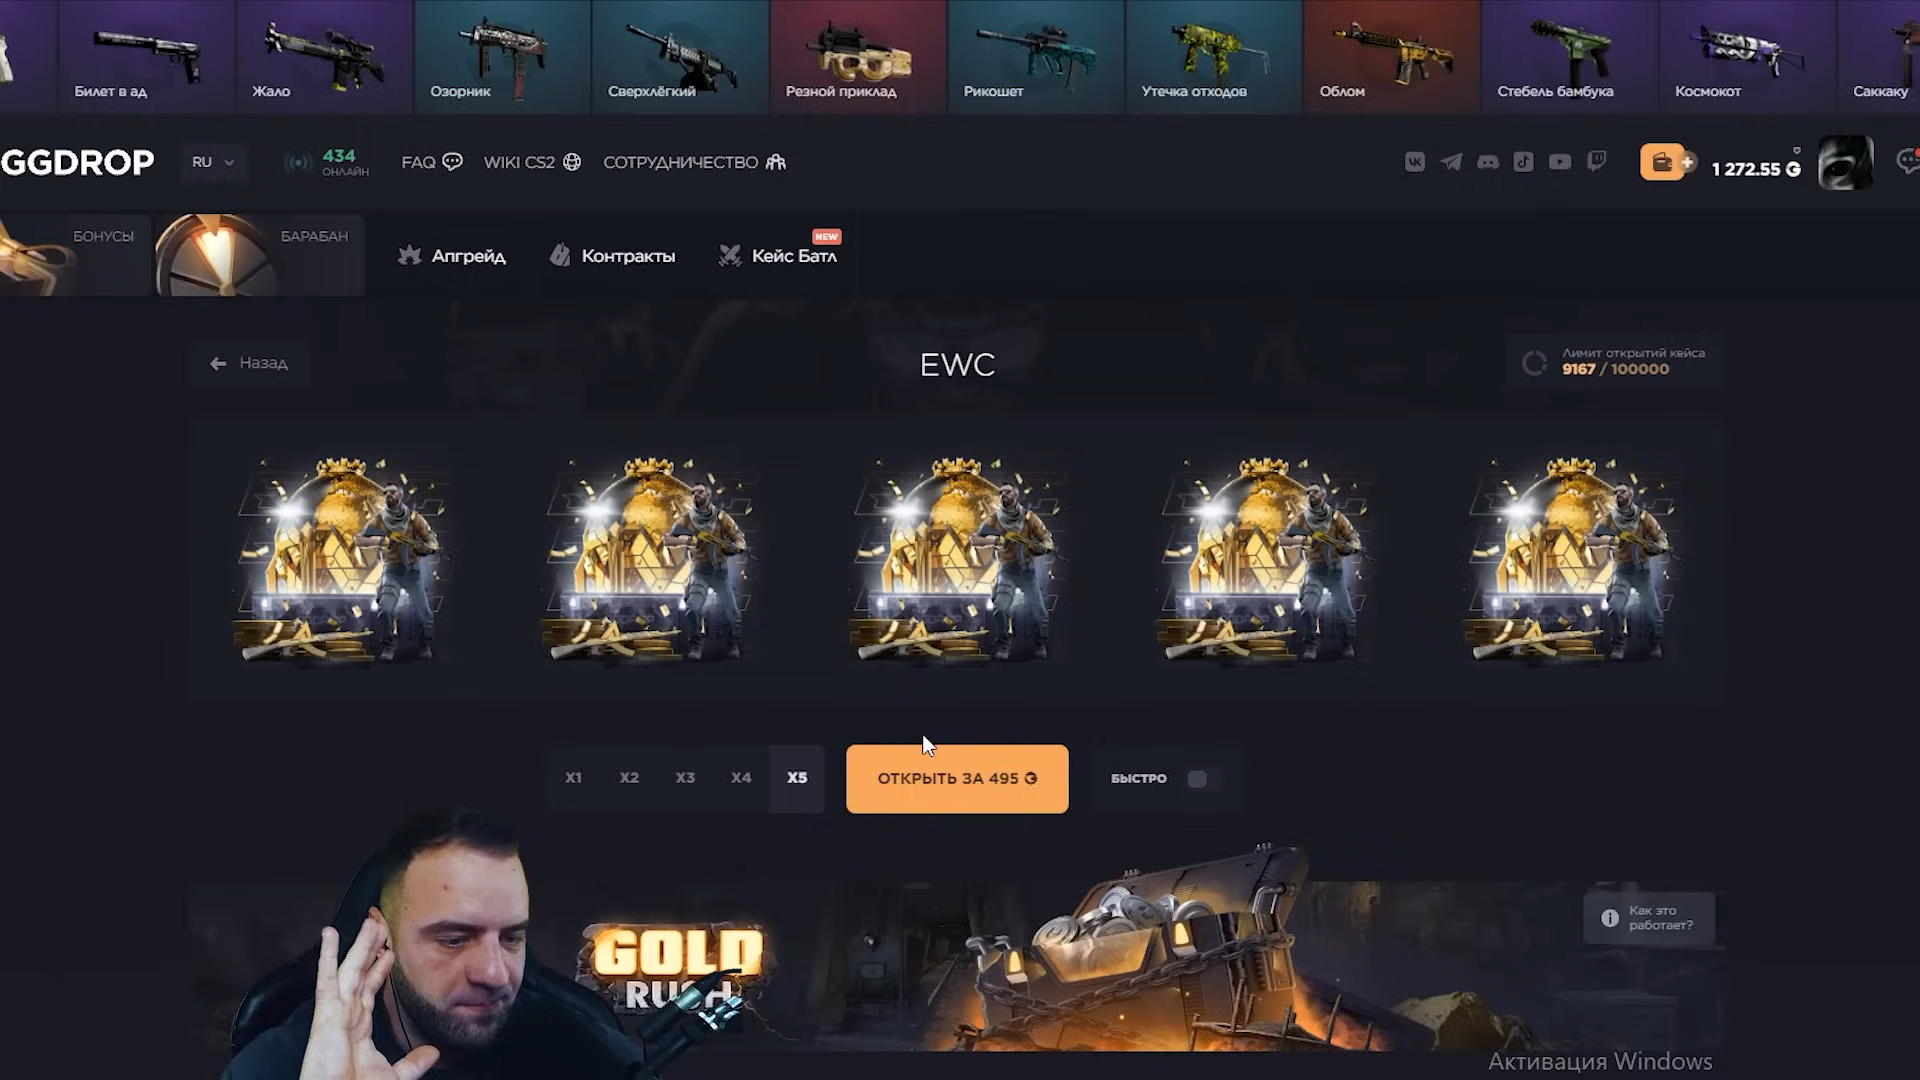 Билет в ад
Жало
Озорник
Сверхлёгкий
Резной приклад
Рикошет
Утечка отходов
Облом
Стебель бамбука
Космокот
Саккаку
GGDROP
RU
434
ОНЛАЙН
FAQ
WIKI CS2
СОТРУДНИЧЕСТВО
1 272.55
БОНУСЫ
БАРАБАН
Апгрейд
Контракты
Кейс Батл
NEW
Назад
EWC
Лимит открытий кейса
9167 / 100000
X1
X2
X3
X4
X5
ОТКРЫТЬ ЗА 495
БЫСТРО
GOLD
RUSH
Как это
работает?
Активация Windows